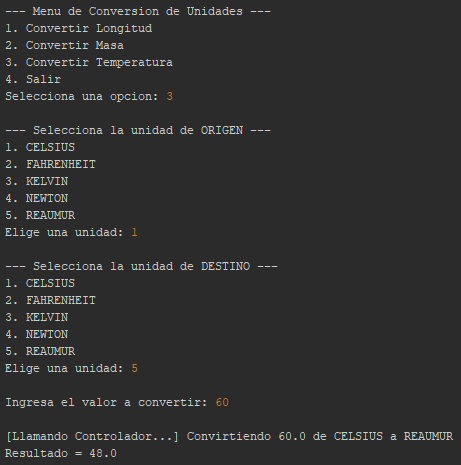 --- Menu de Conversion de Unidades ---
1. Convertir Longitud
2. Convertir Masa
3. Convertir Temperatura
4. Salir
Selecciona una opcion: 3
--- Selecciona la unidad de ORIGEN ---
1. CELSIUS
2. FAHRENHEIT
3. KELVIN
4. NEWTON
5. REAUMUR
Elige una unidad: 1
--- Selecciona la unidad de DESTINO ---
1. CELSIUS
2. FAHRENHEIT
3. KELVIN
4. NEWTON
5. REAUMUR
Elige una unidad: 5
Ingresa el valor a convertir: 60
[Llamando Controlador...] Convirtiendo 60.0 de CELSIUS a REAUMUR
Resultado = 48.0